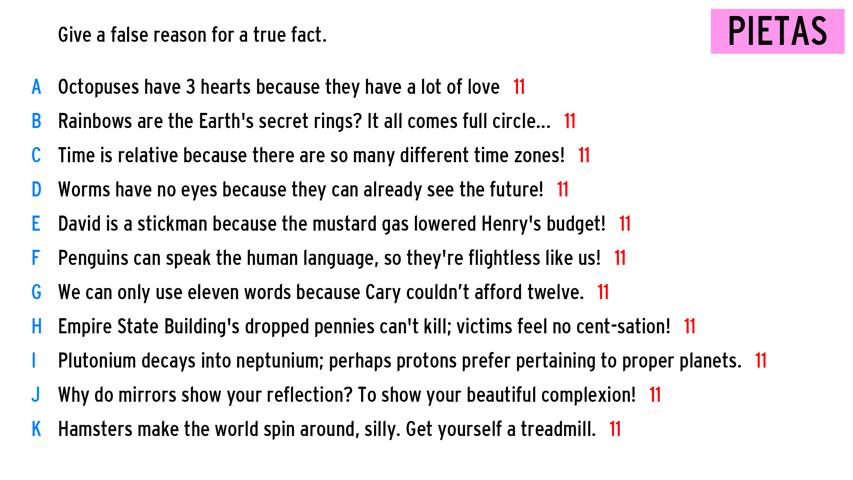 Give a false reason for a true fact.
PIETAS
A Octopuses have 3 hearts because they have a lot of love 11
B Rainbows are the Earth's secret rings? It all comes full circle... 11
C Time is relative because there are so many different time zones! 11
D Worms have no eyes because they can already see the future! 11
E David is a stickman because the mustard gas lowered Henry's budget! 11
F Penguins can speak the human language, so they're flightless like us! 11
G We can only use eleven words because Cary couldn’t afford twelve. 11
H Empire State Building's dropped pennies can't kill; victims feel no cent-sation! 11
I Plutonium decays into neptunium; perhaps protons prefer pertaining to proper planets. 11
J Why do mirrors show your reflection? To show your beautiful complexion! 11
K Hamsters make the world spin around, silly. Get yourself a treadmill. 11